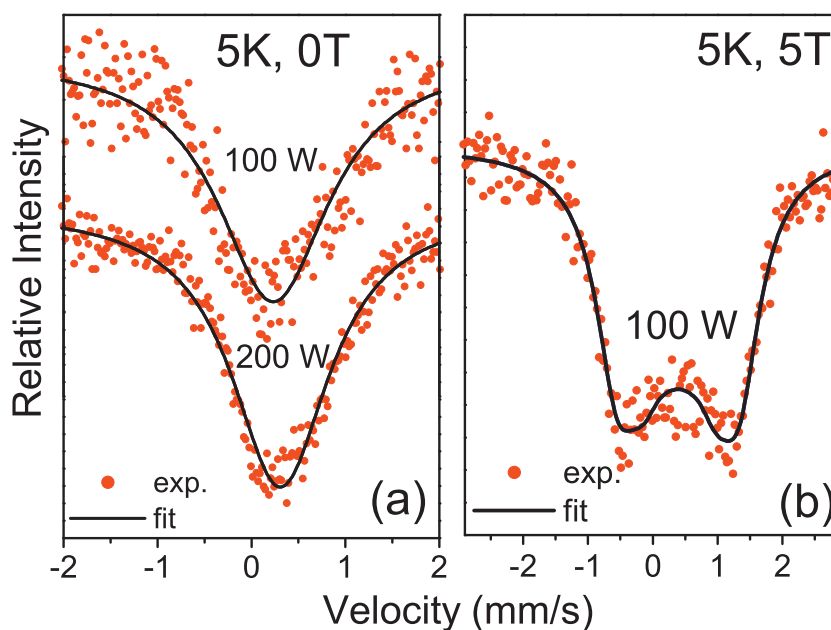 Relative Intensity
5K, 0T
100 W
200 W
exp.
fit
(a)
-2 -1 0 1 2
5K, 5T
100 W
exp.
fit
(b)
-2 -1 0 1 2
Velocity (mm/s)